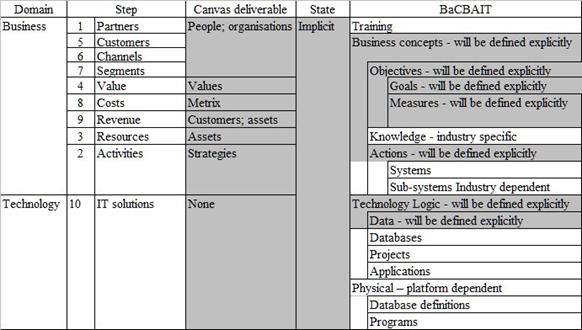 Domain Step Canvas deliverable State BaCBAIT
Business 1 Partners People; organisations Implicit Training
5 Customers Business concepts - will be defined explicitly
6 Channels
7 Segments Objectives - will be defined explicitly
4 Value Values Goals - will be defined explicitly
8 Costs Metrix Measures - will be defined explicitly
9 Revenue Customers; assets
3 Resources Assets Knowledge - industry specific
2 Activities Strategies Actions - will be defined explicitly
Systems
Sub-systems Industry dependent
Technology 10 IT solutions None Technology Logic - will be defined explicitly
Data - will be defined explicitly
Databases
Projects
Applications
Physical – platform dependent
Database definitions
Programs